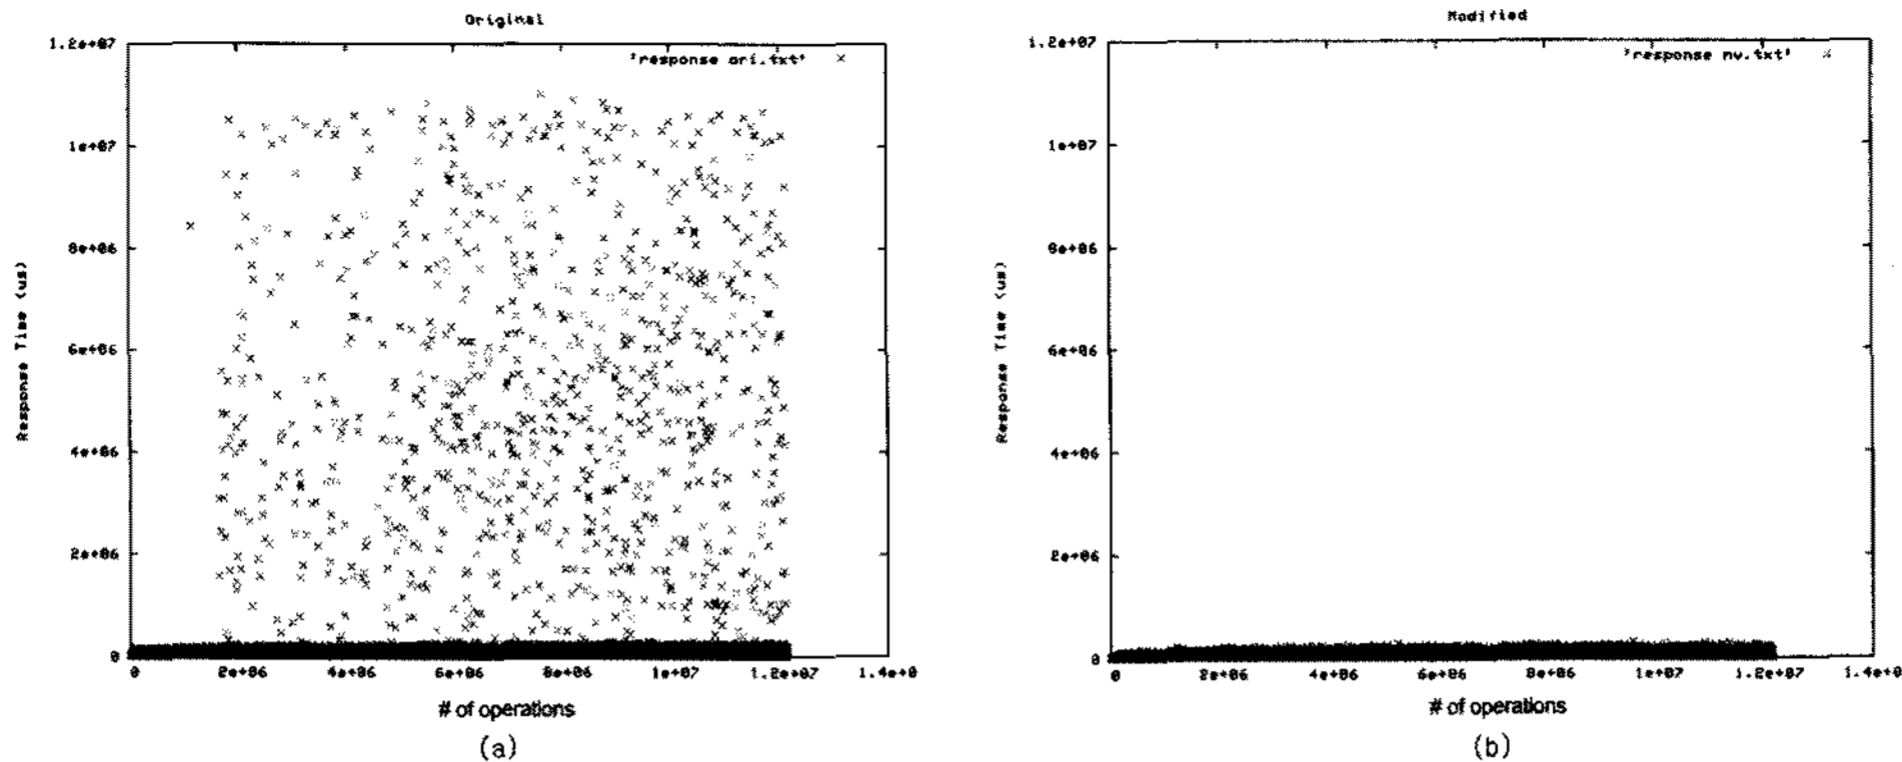 Original
1.2e+07
'response ori.txt'
1e+07
8e+06
6e+06
4e+06
2e+06
0
Response Time (us)
0 2e+06 4e+06 6e+06 8e+06 1e+07 1.2e+07 1.4e+0
# of operations
(a)
Modified
1.2e+07
'response nv.txt'
1e+07
8e+06
6e+06
4e+06
2e+06
0
Response Time (us)
0 2e+06 4e+06 6e+06 8e+06 1e+07 1.2e+07 1.4e+0
# of operations
(b)